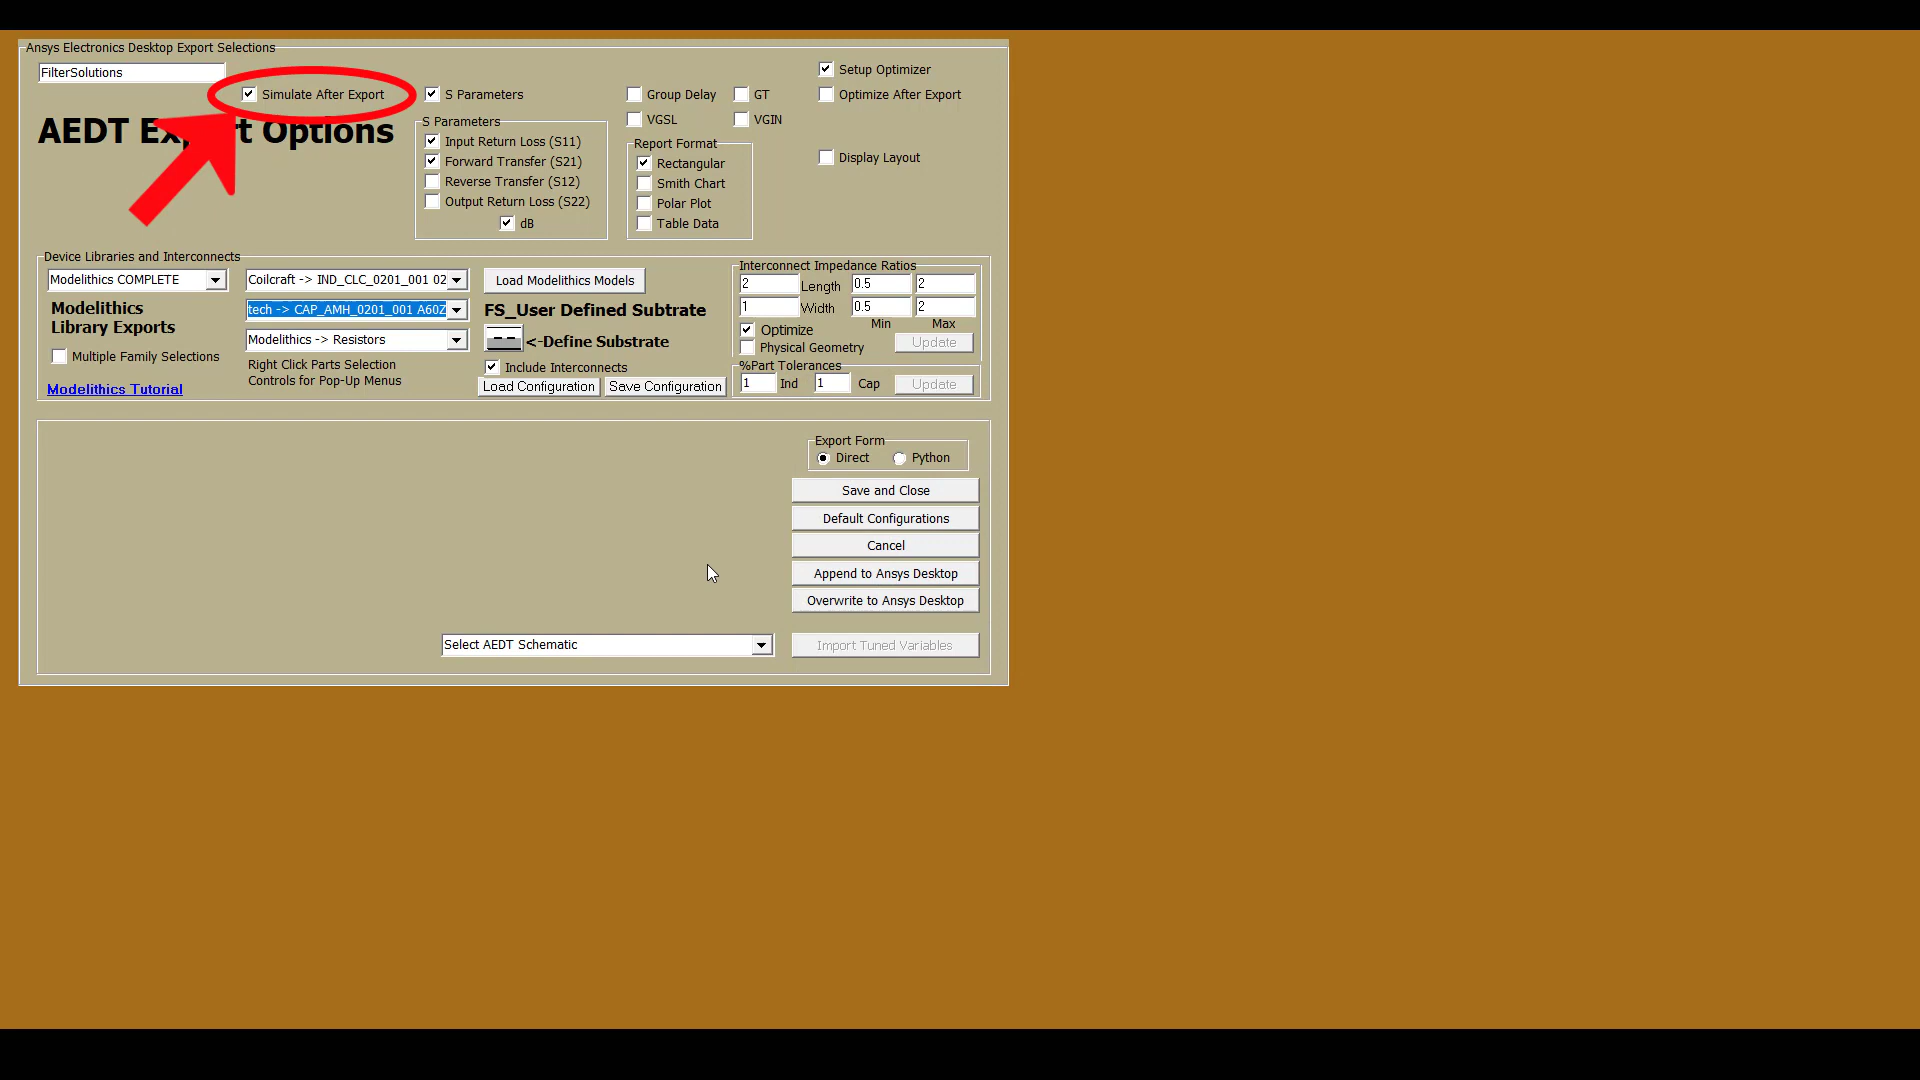 Ansys Electronics Desktop Export Selections
FilterSolutions
Simulate After Export
AEDT Export Options
S Parameters
S Parameters
Input Return Loss (S11)
Forward Transfer (S21)
Reverse Transfer (S12)
Output Return Loss (S22)
dB
Group Delay
GT
VGSL
VGIN
Report Format
Rectangular
Smith Chart
Polar Plot
Table Data
Setup Optimizer
Optimize After Export
Display Layout
Device Libraries and Interconnects
Modelithics COMPLETE
Modelithics
Library Exports
Multiple Family Selections
Modelithics Tutorial
Coilcraft -> IND_CLC_0201_001 02
tech -> CAP_AMH_0201_001 A60Z
Modelithics -> Resistors
Right Click Parts Selection
Controls for Pop-Up Menus
Load Modelithics Models
FS_User Defined Subtrate
<-Define Substrate
Include Interconnects
Load Configuration
Save Configuration
Interconnect Impedance Ratios
2 Length 0.5 2
1 Width 0.5 2
Min Max
Optimize
Physical Geometry
Update
%Part Tolerances
1 Ind 1 Cap
Update
Export Form
Direct
Python
Save and Close
Default Configurations
Cancel
Append to Ansys Desktop
Overwrite to Ansys Desktop
Select AEDT Schematic
Import Tuned Variables